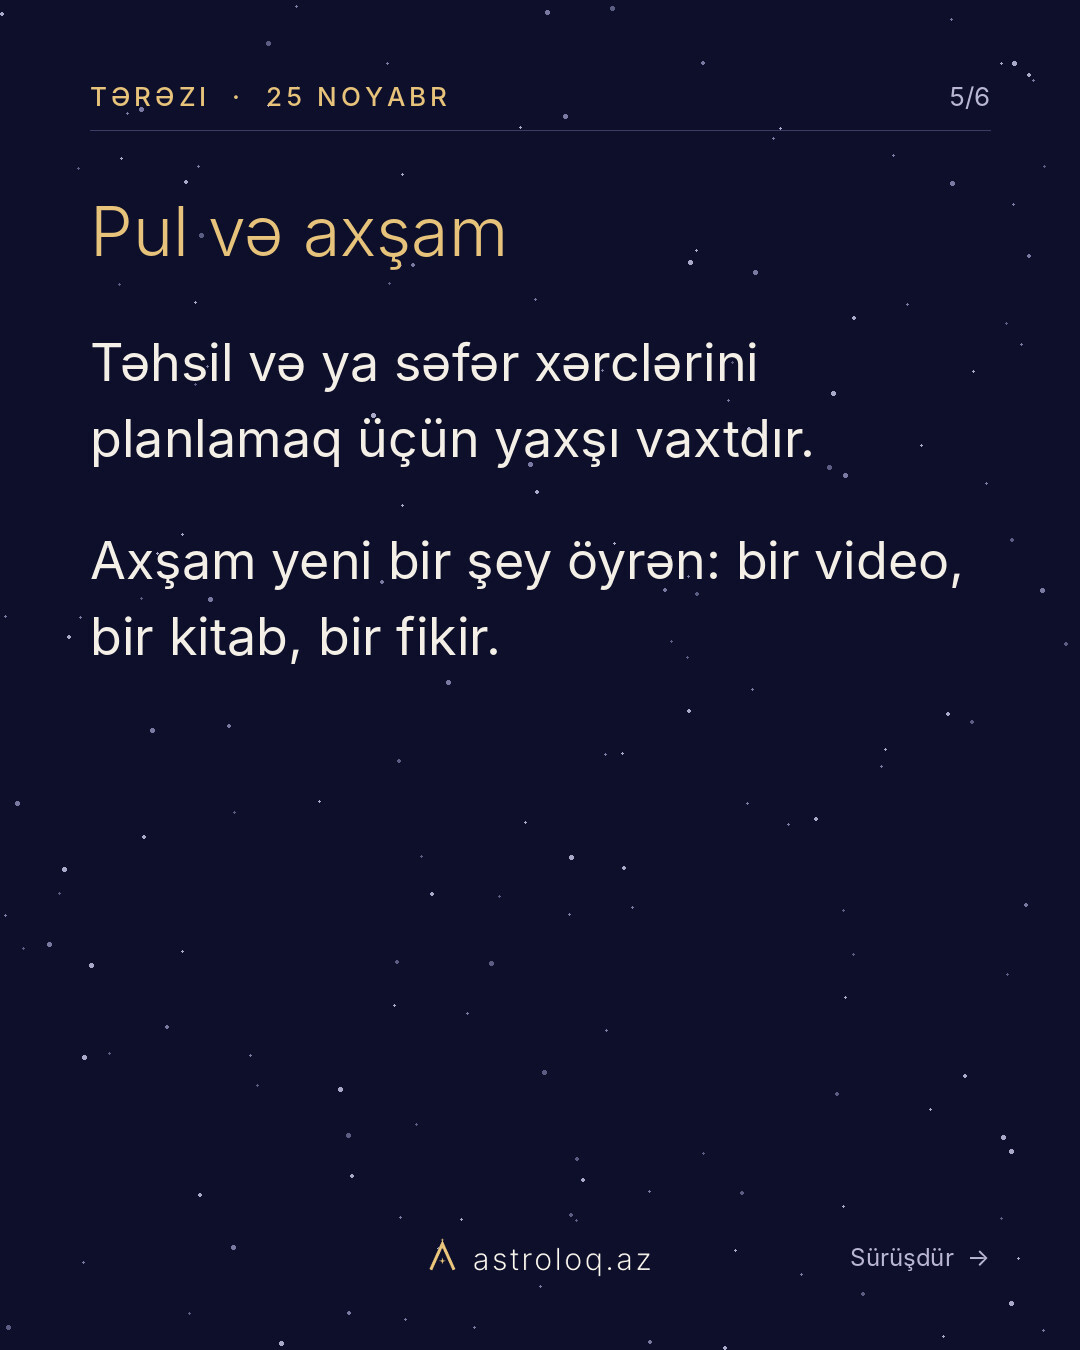 TƏRƏZI · 25 NOYABR
5/6
Pul və axşam
Təhsil və ya səfər xərclərini
planlamaq üçün yaxşı vaxtdır.
Axşam yeni bir şey öyrən: bir video,
bir kitab, bir fikir.
astroloq.az
Sürüşdür →